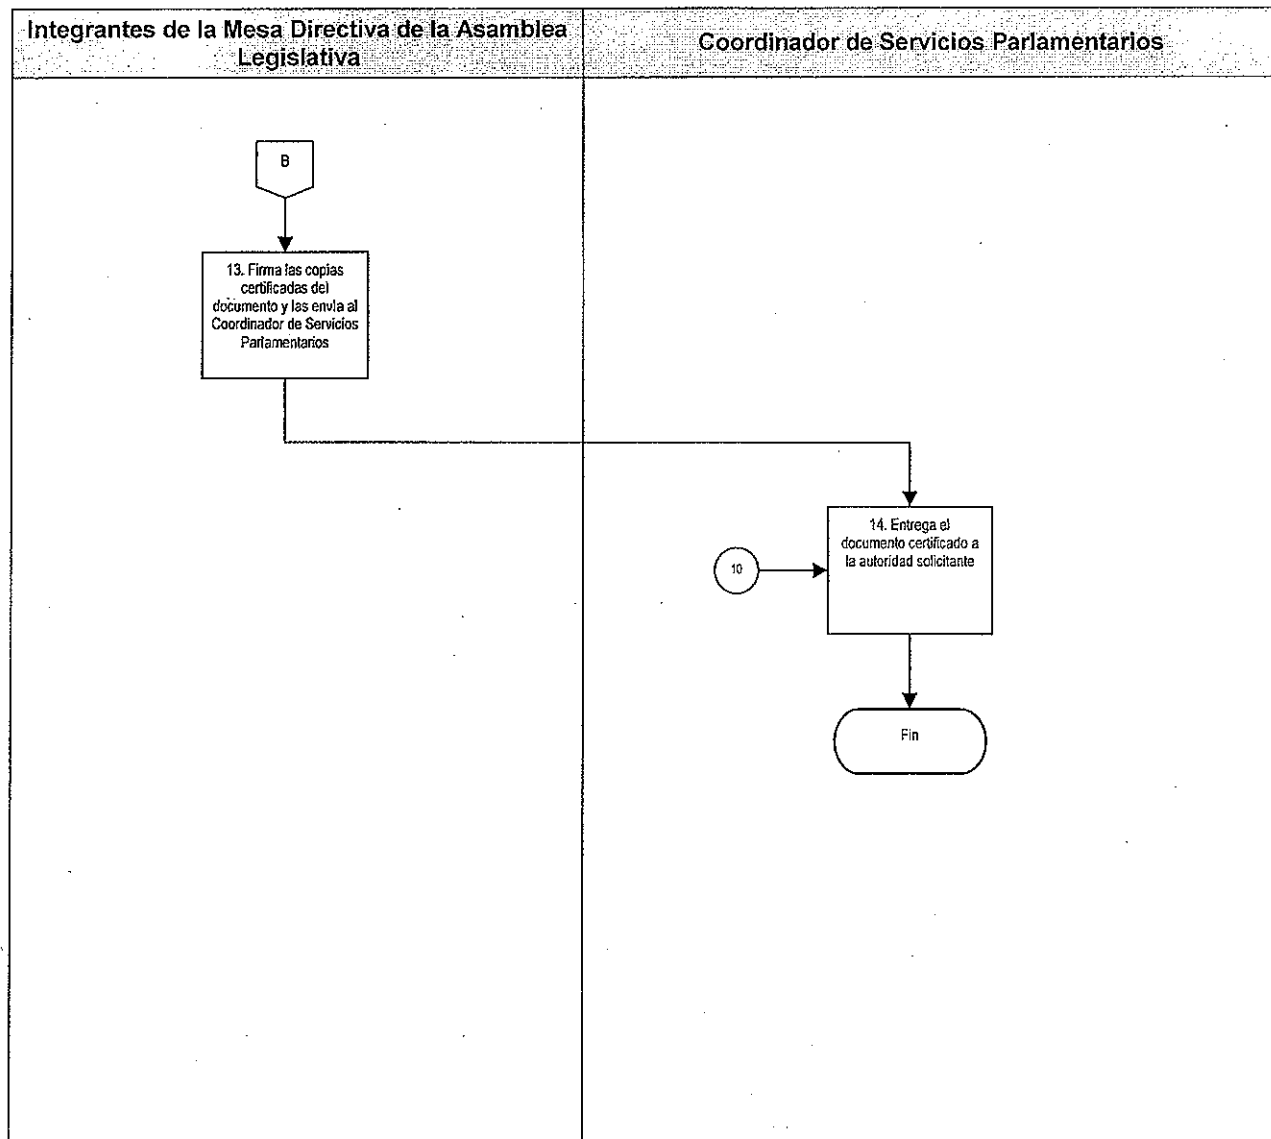 Integrantes de la Mesa Directiva de la Asamblea
Legislativa
Coordinador de Servicios Parlamentarios
B
13. Firma las copias
certificadas del
documento y las envía al
Coordinador de Servicios
Parlamentarios
14. Entrega el
documento certificado a
la autoridad solicitante
10
Fin